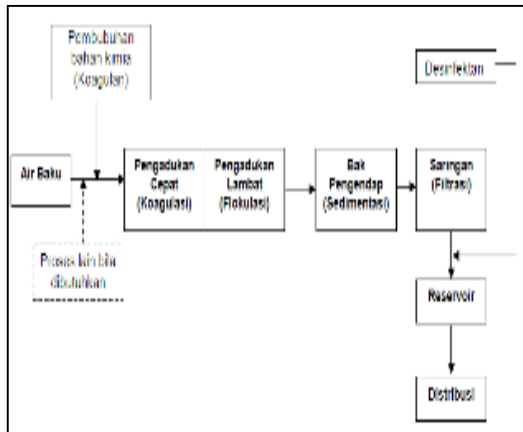 Pembubuhan
bahan kimia
(Koagulan)
Desinfektan
Air Baku
Pengadukan
Cepat
(Koagulasi)
Pengadukan
Lambat
(Flokulasi)
Bak
Pengendap
(Sedimentasi)
Saringan
(Filtrasi)
Proses lain bila
dibutuhkan
Reservoir
Distribusi